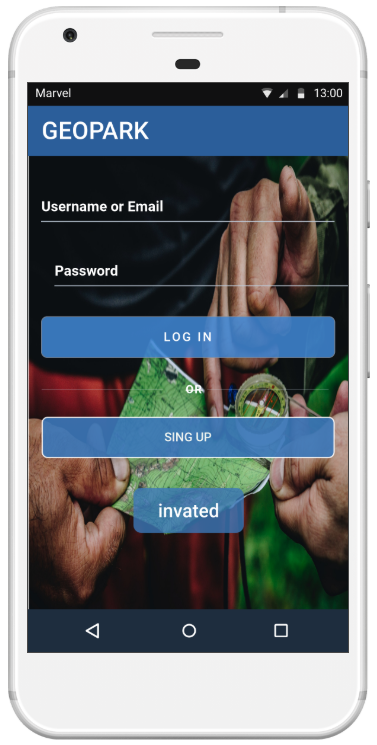 Marvel 13:00
GEOPARK
Username or Email
Password
LOG IN
OR
SING UP
invated